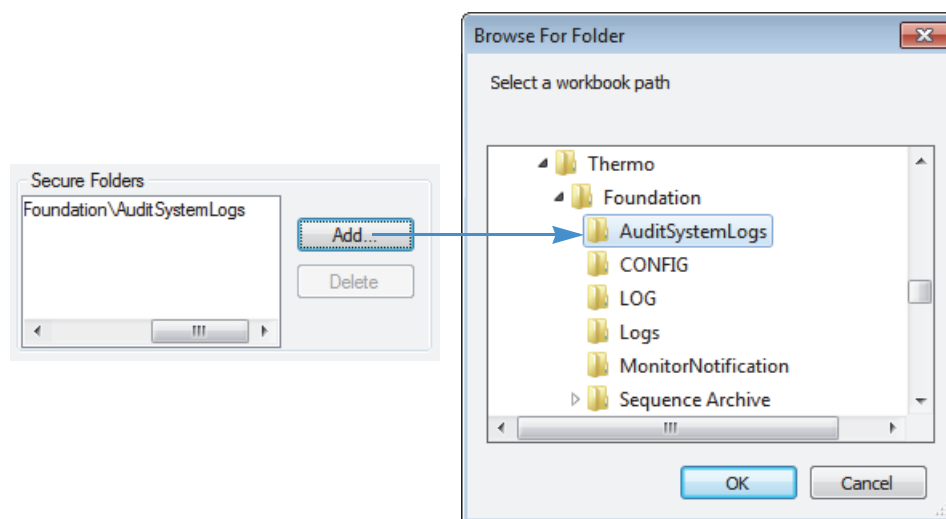 Secure Folders
Foundation\AuditSystemLogs
Add...
Delete
Browse For Folder
Select a workbook path
Thermo
Foundation
AuditSystemLogs
CONFIG
LOG
Logs
MonitorNotification
Sequence Archive
OK
Cancel